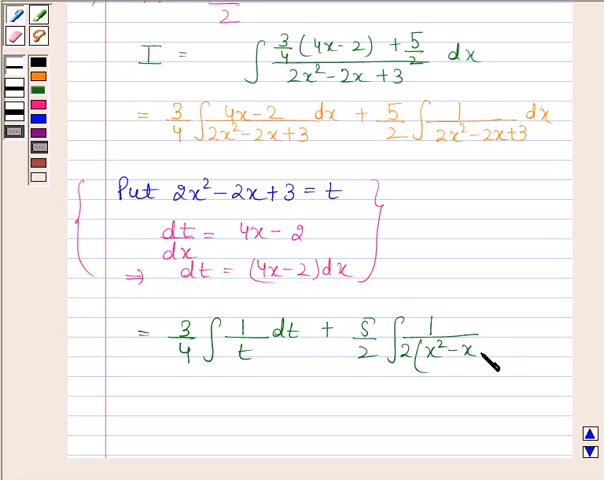 2
I = ∫ 3/4 (4x - 2) + 5/2 / 2x² - 2x + 3 dx
= 3/4 ∫ 4x - 2 / 2x² - 2x + 3 dx + 5/2 ∫ 1 / 2x² - 2x + 3 dx
{ Put 2x² - 2x + 3 = t
dt/dx = 4x - 2
⇒ dt = (4x - 2) dx }
= 3/4 ∫ 1/t dt + 5/2 ∫ 1 / 2(x² - x